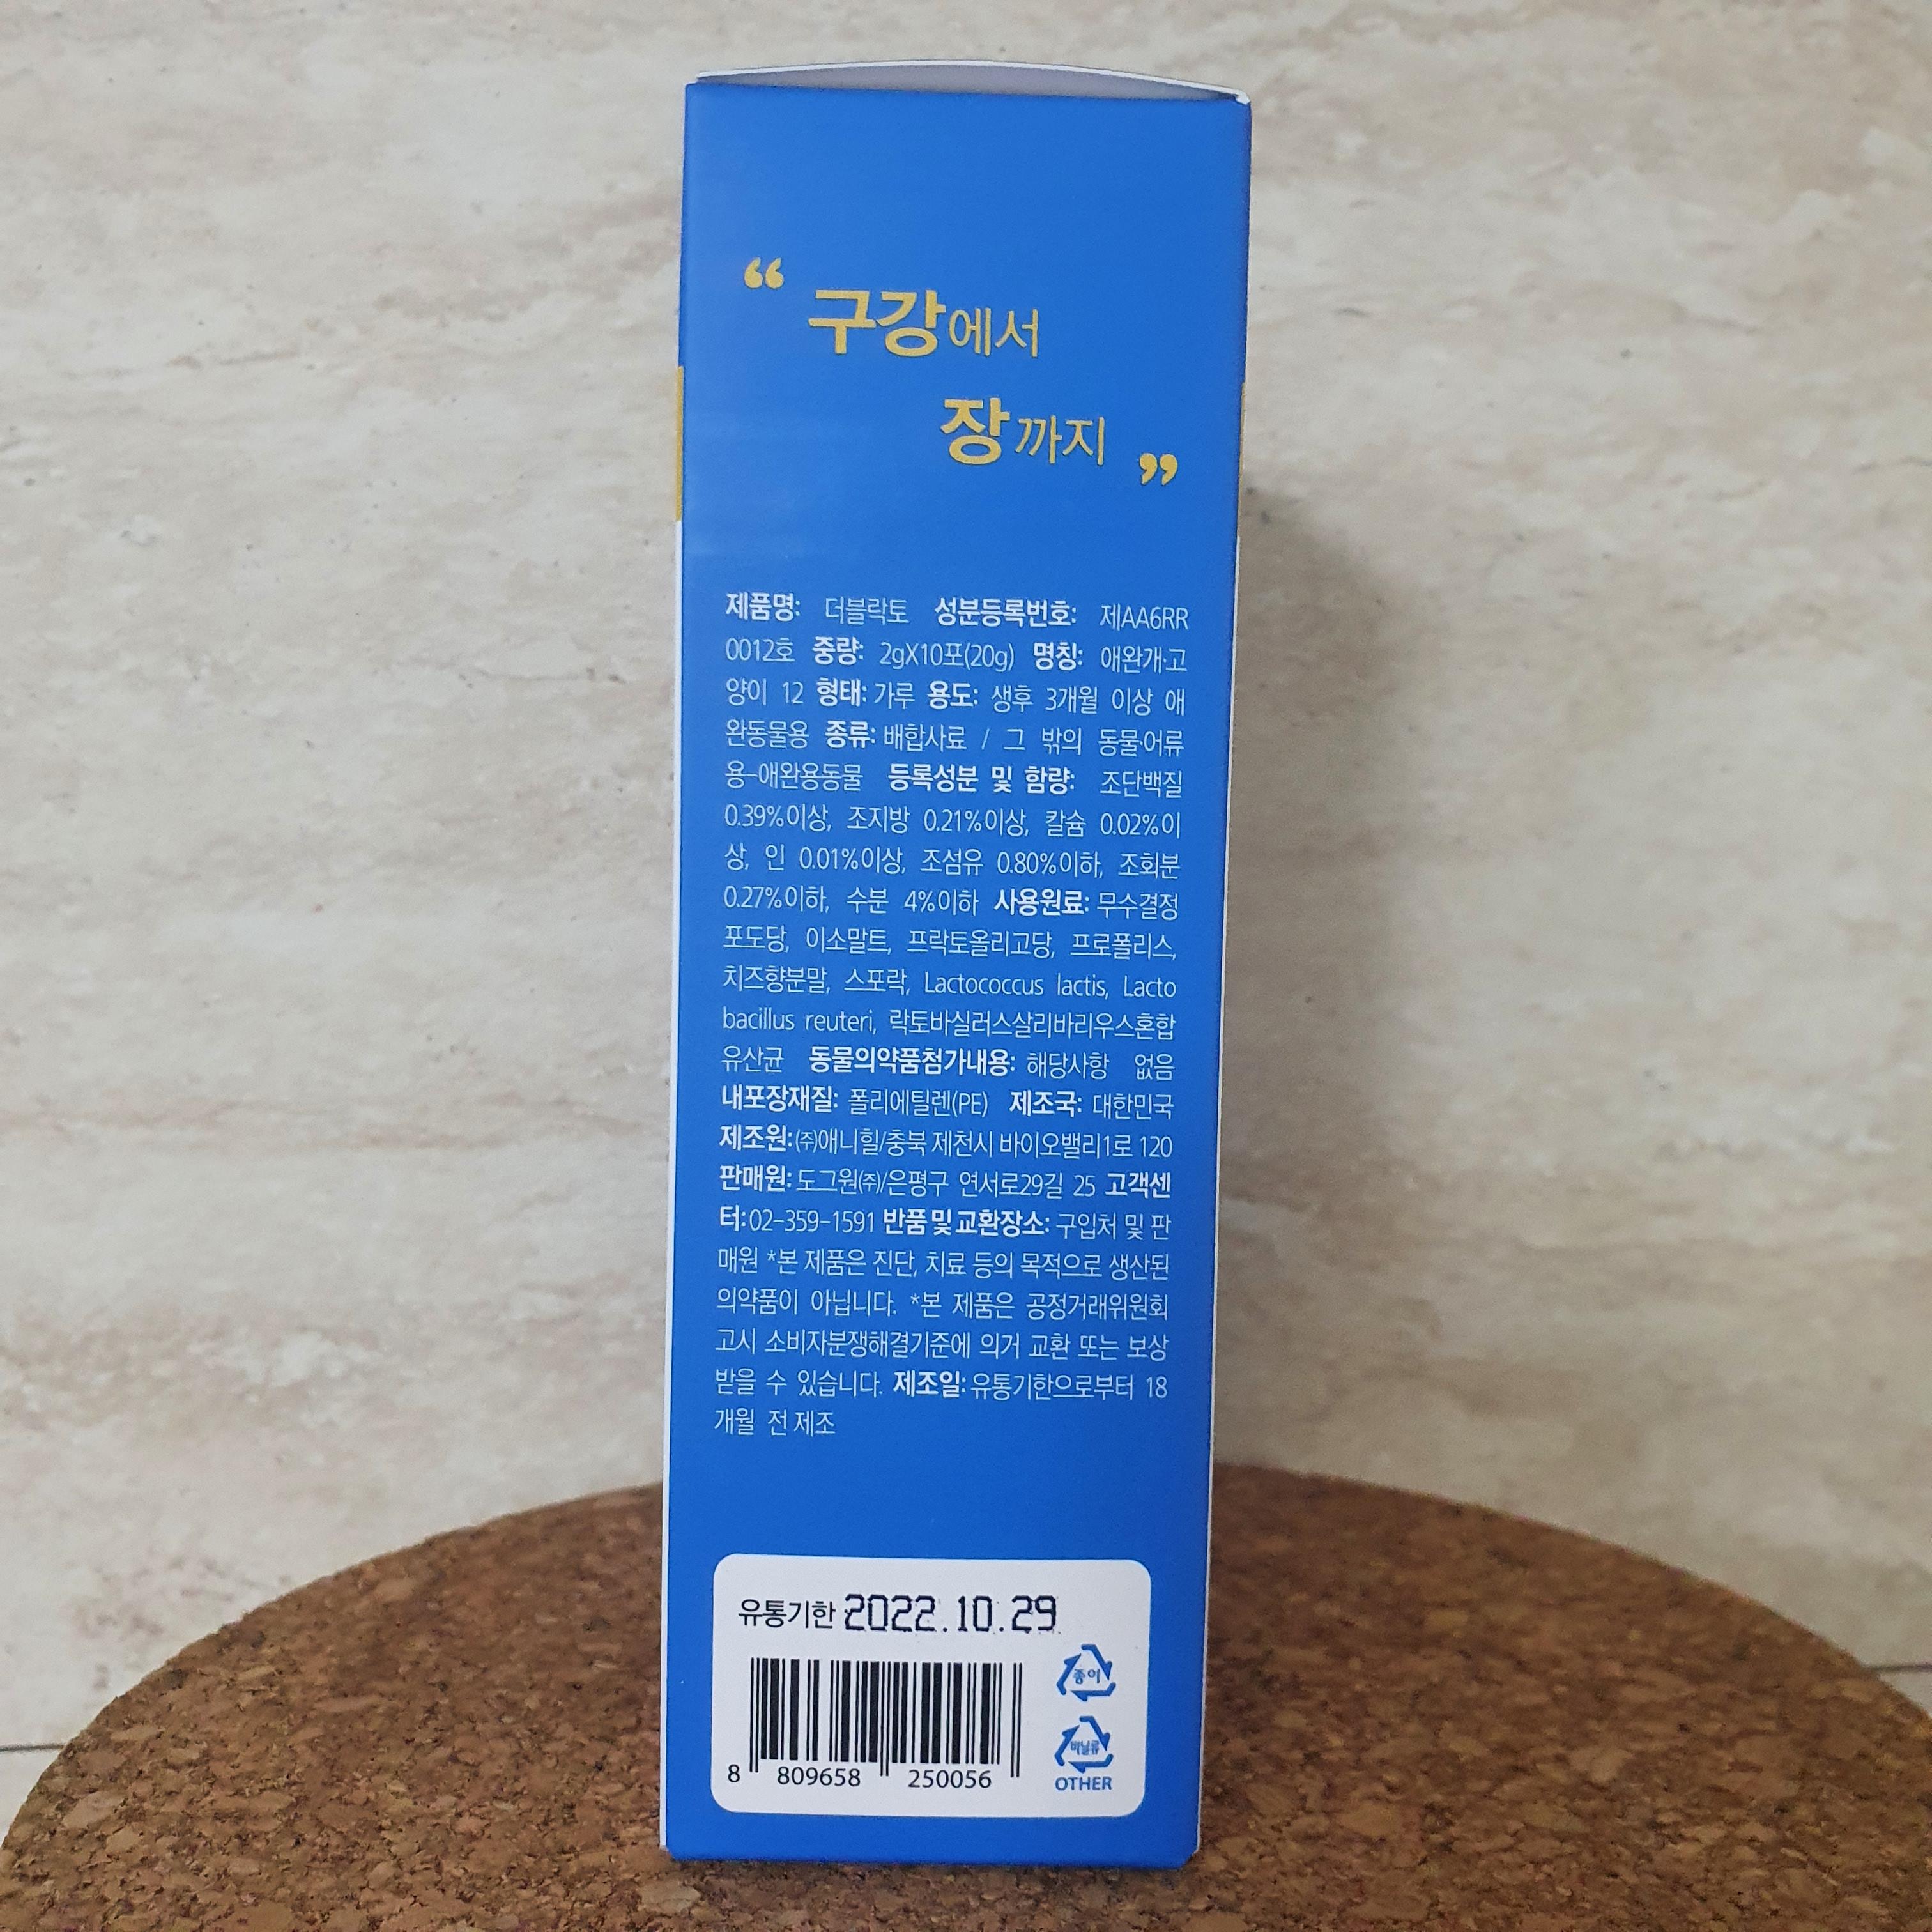 “ 구강에서
장까지 ”
제품명: 더블락토 성분등록번호: 제AA6RR
0012호 중량: 2gX10포(20g) 명칭: 애완개·고
양이 12 형태: 가루 용도: 생후 3개월 이상 애
완동물용 종류: 배합사료 / 그 밖의 동물·어류
용-애완용동물 등록성분 및 함량: 조단백질
0.39%이상, 조지방 0.21%이상, 칼슘 0.02%이
상, 인 0.01%이상, 조섬유 0.80%이하, 조회분
0.27%이하, 수분 4%이하 사용원료: 무수결정
포도당, 이소말트, 프락토올리고당, 프로폴리스,
치즈향분말, 스포락, Lactococcus lactis, Lacto
bacillus reuteri, 락토바실러스살리바리우스혼합
유산균 동물의약품첨가내용: 해당사항 없음
내포장재질: 폴리에틸렌(PE) 제조국: 대한민국
제조원: ㈜애니힐/충북 제천시 바이오밸리1로 120
판매원: 도그원㈜/은평구 연서로29길 25 고객센
터: 02-359-1591 반품 및 교환장소: 구입처 및 판
매원 *본 제품은 진단, 치료 등의 목적으로 생산된
의약품이 아닙니다. *본 제품은 공정거래위원회
고시 소비자분쟁해결기준에 의거 교환 또는 보상
받을 수 있습니다. 제조일: 유통기한으로부터 18
개월 전 제조
유통기한 2022.10.29
종이
비닐류
OTHER
8 809658 250056